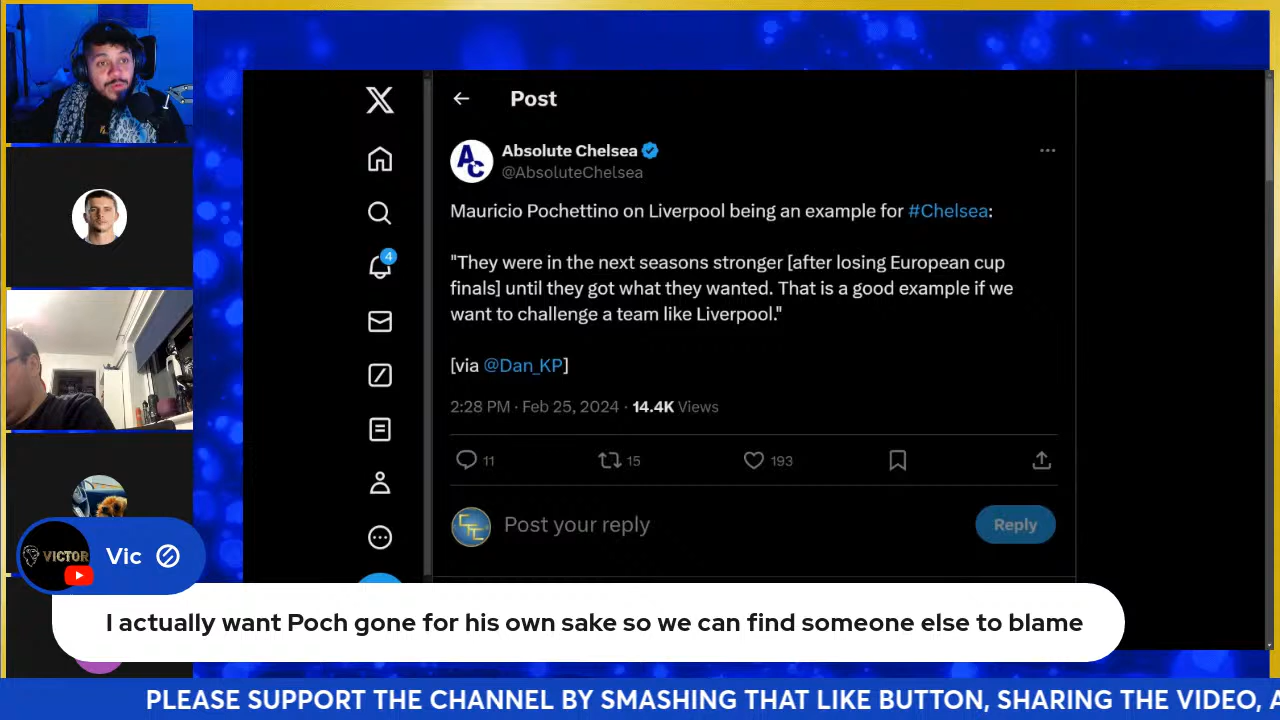 Post
Absolute Chelsea
@AbsoluteChelsea
Mauricio Pochettino on Liverpool being an example for #Chelsea:
"They were in the next seasons stronger [after losing European cup
finals] until they got what they wanted. That is a good example if we
want to challenge a team like Liverpool."
[via @Dan_KP]
2:28 PM · Feb 25, 2024 · 14.4K Views
11 15 193
Post your reply
Reply
4
VICTOR
Vic
I actually want Poch gone for his own sake so we can find someone else to blame
PLEASE SUPPORT THE CHANNEL BY SMASHING THAT LIKE BUTTON, SHARING THE VIDEO, A